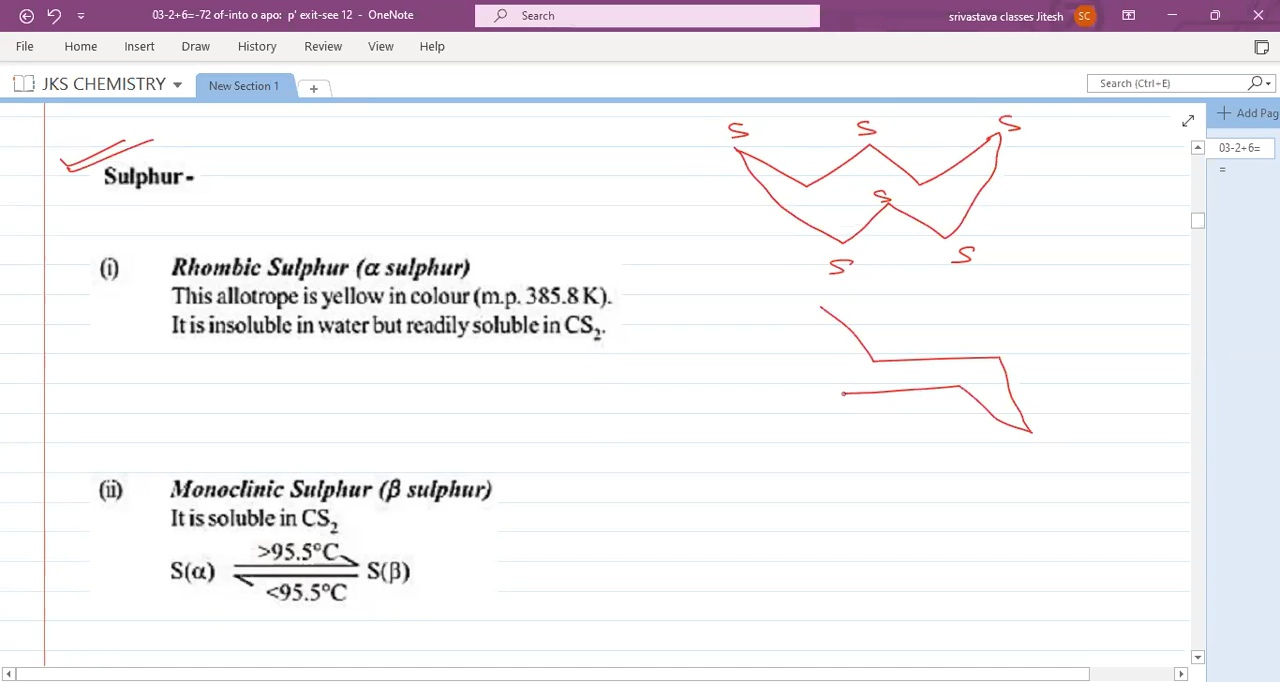 03-2+6=-72 of-into o apo: p' exit-see 12 - OneNote
Search
srivastava classes Jitesh
SC
File Home Insert Draw History Review View Help
JKS CHEMISTRY
New Section 1
+
Search (Ctrl+E)
Add Pag
03-2+6=
=
S S S
Sulphur-
S
S S
(i) Rhombic Sulphur (α sulphur)
This allotrope is yellow in colour (m.p. 385.8 K).
It is insoluble in water but readily soluble in CS₂.
(ii) Monoclinic Sulphur (β sulphur)
It is soluble in CS₂
>95.5°C
S(α) ⇌ S(β)
<95.5°C